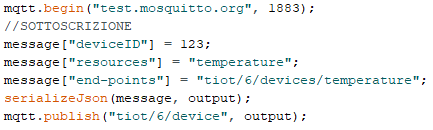 mqtt.begin("test.mosquitto.org", 1883);
//SOTTOSCRIZIONE
message["deviceID"] = 123;
message["resources"] = "temperature";
message["end-points"] = "tiot/6/devices/temperature";
serializeJson(message, output);
mqtt.publish("tiot/6/device", output);